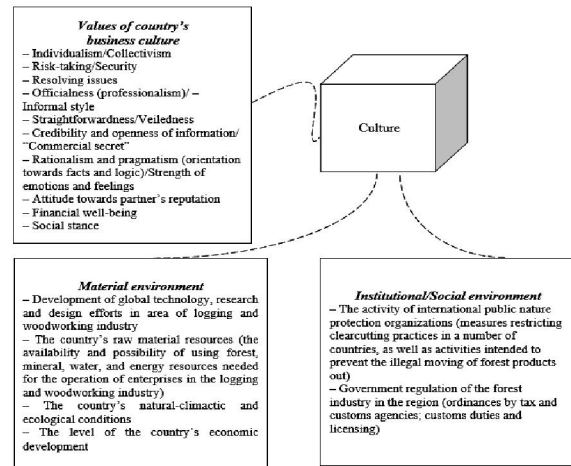 Values of country's
business culture
– Individualism/Collectivism
– Risk-taking/Security
– Resolving issues
– Officialness (professionalism)/ –
Informal style
– Straightforwardness/Veiledness
– Credibility and openness of information/
"Commercial secret"
– Rationalism and pragmatism (orientation
towards facts and logic)/Strength of
emotions and feelings
– Attitude towards partner's reputation
– Financial well-being
– Social stance
Culture
Material environment
– Development of global technology, research
and design efforts in area of logging and
woodworking industry
– The country's raw material resources (the
availability and possibility of using forest,
mineral, water, and energy resources needed
for the operation of enterprises in the logging
and woodworking industry)
– The country's natural-climactic and
ecological conditions
– The level of the country's economic
development
Institutional/Social environment
– The activity of international public nature
protection organizations (measures restricting
clearcutting practices in a number of
countries, as well as activities intended to
prevent the illegal moving of forest products
out)
– Government regulation of the forest
industry in the region (ordinances by tax and
customs agencies; customs duties and
licensing)